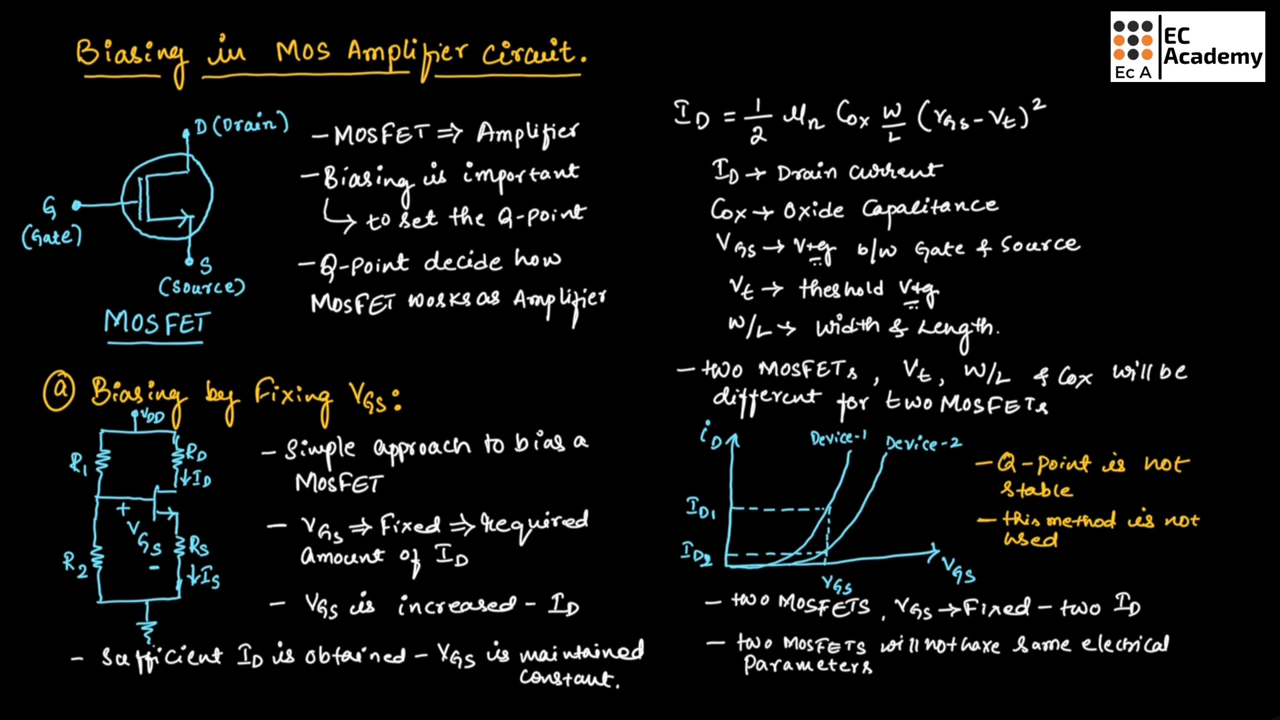 Biasing in MOS Amplifier circuit.
EC
Academy
Ec A
D (Drain)
G
(Gate)
S
(Source)
MOSFET
- MOSFET ⇒ Amplifier
- Biasing is important
↳ to set the Q-point
- Q-point decide how
MOSFET works as Amplifier
ID = 1/2 μn Cox W/L (VGS - Vt)²
ID → Drain current
Cox → Oxide Capacitance
VGS → Vtg b/w Gate & Source
Vt → theshold Vtg
W/L → Width & Length.
- two MOSFETs, Vt, W/L & Cox will be
different for two MOSFETs
(a) Biasing by Fixing VGS:
VDD
R1
RD
↓ID
+
VGS
-
R2
RS
↓IS
- Simple approach to bias a
MOSFET
- VGS ⇒ Fixed ⇒ Required
amount of ID
- VGS is increased - ID
- Sufficient ID is obtained - VGS is maintained
constant.
iD
Device-1
Device-2
ID1
ID2
VGS
VGS
- Q-point is not
stable
- this method is not
used
- two MOSFETS, VGS → Fixed - two ID
- two MOSFETS will not have same electrical
Parameters